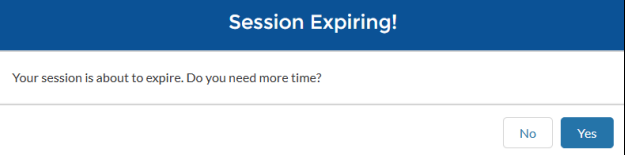 Session Expiring!
Your session is about to expire. Do you need more time?
No Yes